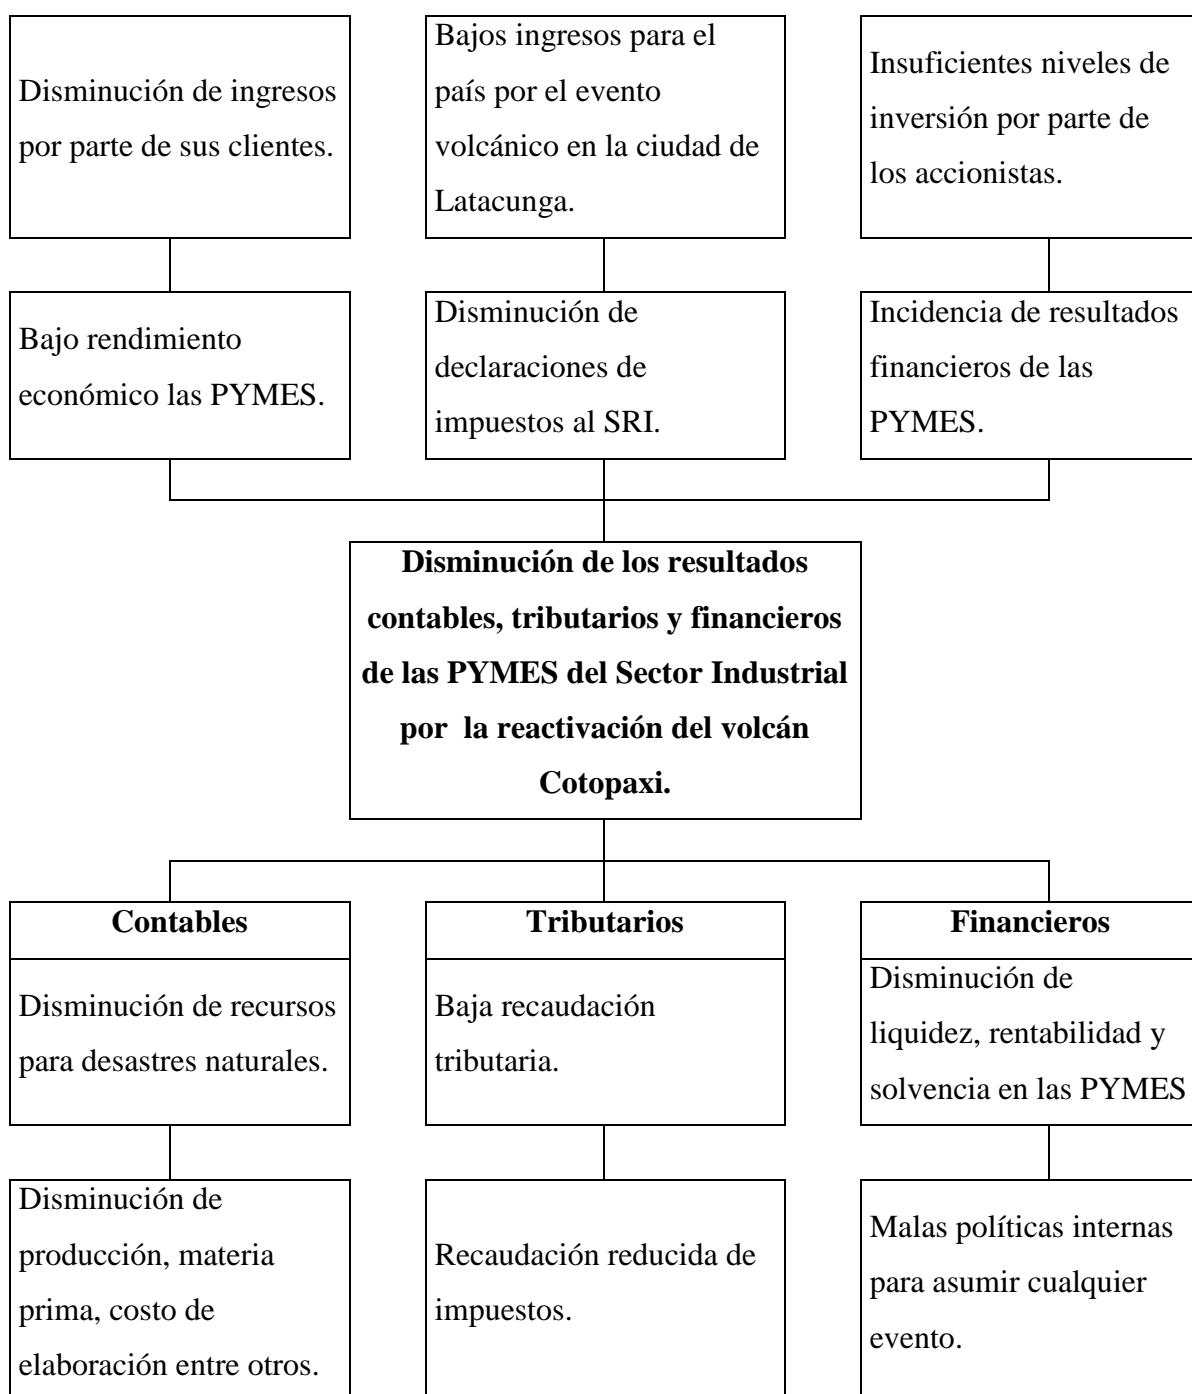 Disminución de ingresos
por parte de sus clientes.
Bajos ingresos para el
país por el evento
volcánico en la ciudad de
Latacunga.
Insuficientes niveles de
inversión por parte de
los accionistas.
Bajo rendimiento
económico las PYMES.
Disminución de
declaraciones de
impuestos al SRI.
Incidencia de resultados
financieros de las
PYMES.
Disminución de los resultados
contables, tributarios y financieros
de las PYMES del Sector Industrial
por la reactivación del volcán
Cotopaxi.
Contables
Disminución de recursos
para desastres naturales.
Tributarios
Baja recaudación
tributaria.
Financieros
Disminución de
liquidez, rentabilidad y
solvencia en las PYMES
Disminución de
producción, materia
prima, costo de
elaboración entre otros.
Recaudación reducida de
impuestos.
Malas políticas internas
para asumir cualquier
evento.